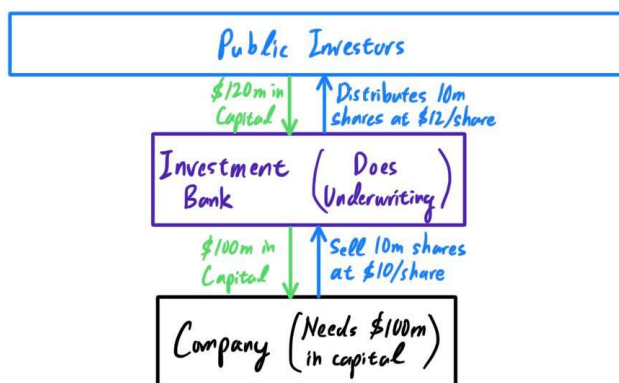 Public Investors
$120m in
Capital
Distributes 10m
shares at $12/share
Investment
Bank
(Does
Underwriting)
$100m in
Capital
Sell 10m shares
at $10/share
Company
(Needs $100m
in capital)